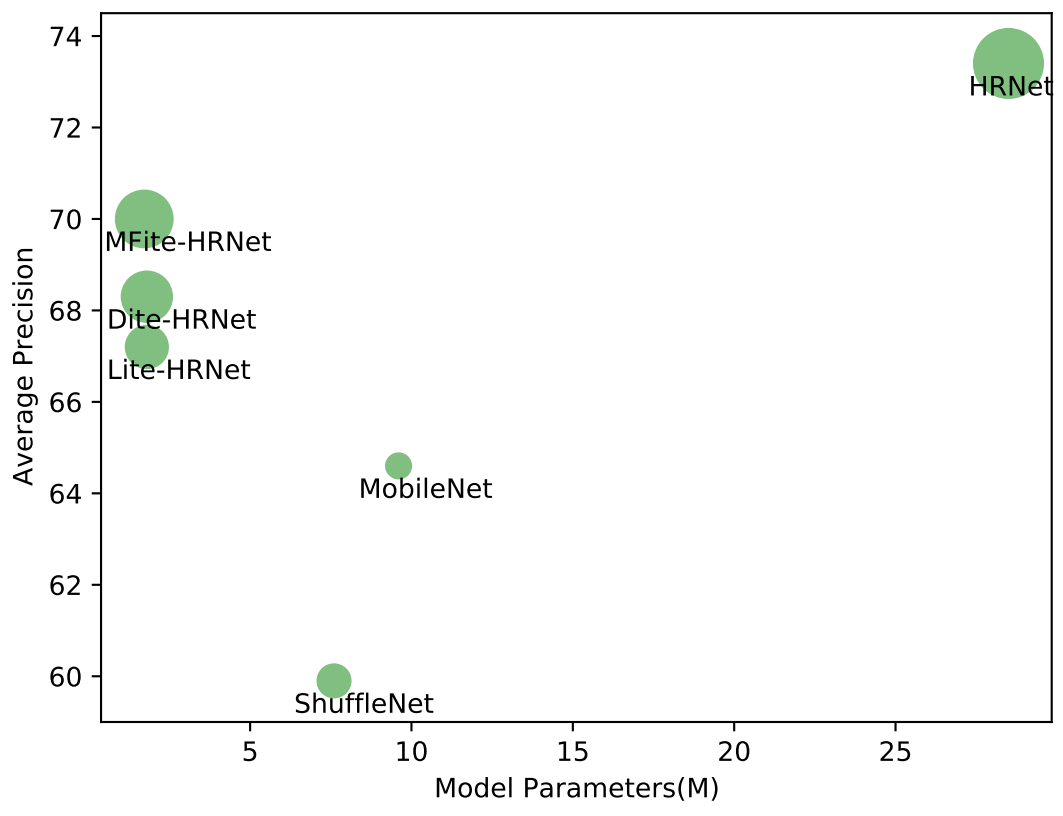 74
HRNet
72
70
MFite-HRNet
68
Dite-HRNet
Lite-HRNet
66
64
MobileNet
62
60
ShuffleNet
Average Precision
5 10 15 20 25
Model Parameters(M)